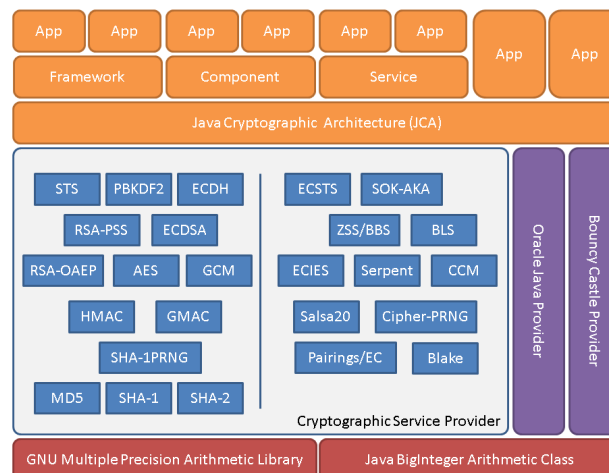 App App App App App App App App
Framework Component Service
Java Cryptographic Architecture (JCA)
STS PBKDF2 ECDH ECSTS SOK-AKA
RSA-PSS ECDSA ZSS/BBS BLS
RSA-OAEP AES GCM ECIES Serpent CCM
HMAC GMAC Salsa20 Cipher-PRNG
SHA-1PRNG Pairings/EC Blake
MD5 SHA-1 SHA-2
Cryptographic Service Provider
Oracle Java Provider
Bouncy Castle Provider
GNU Multiple Precision Arithmetic Library Java BigInteger Arithmetic Class